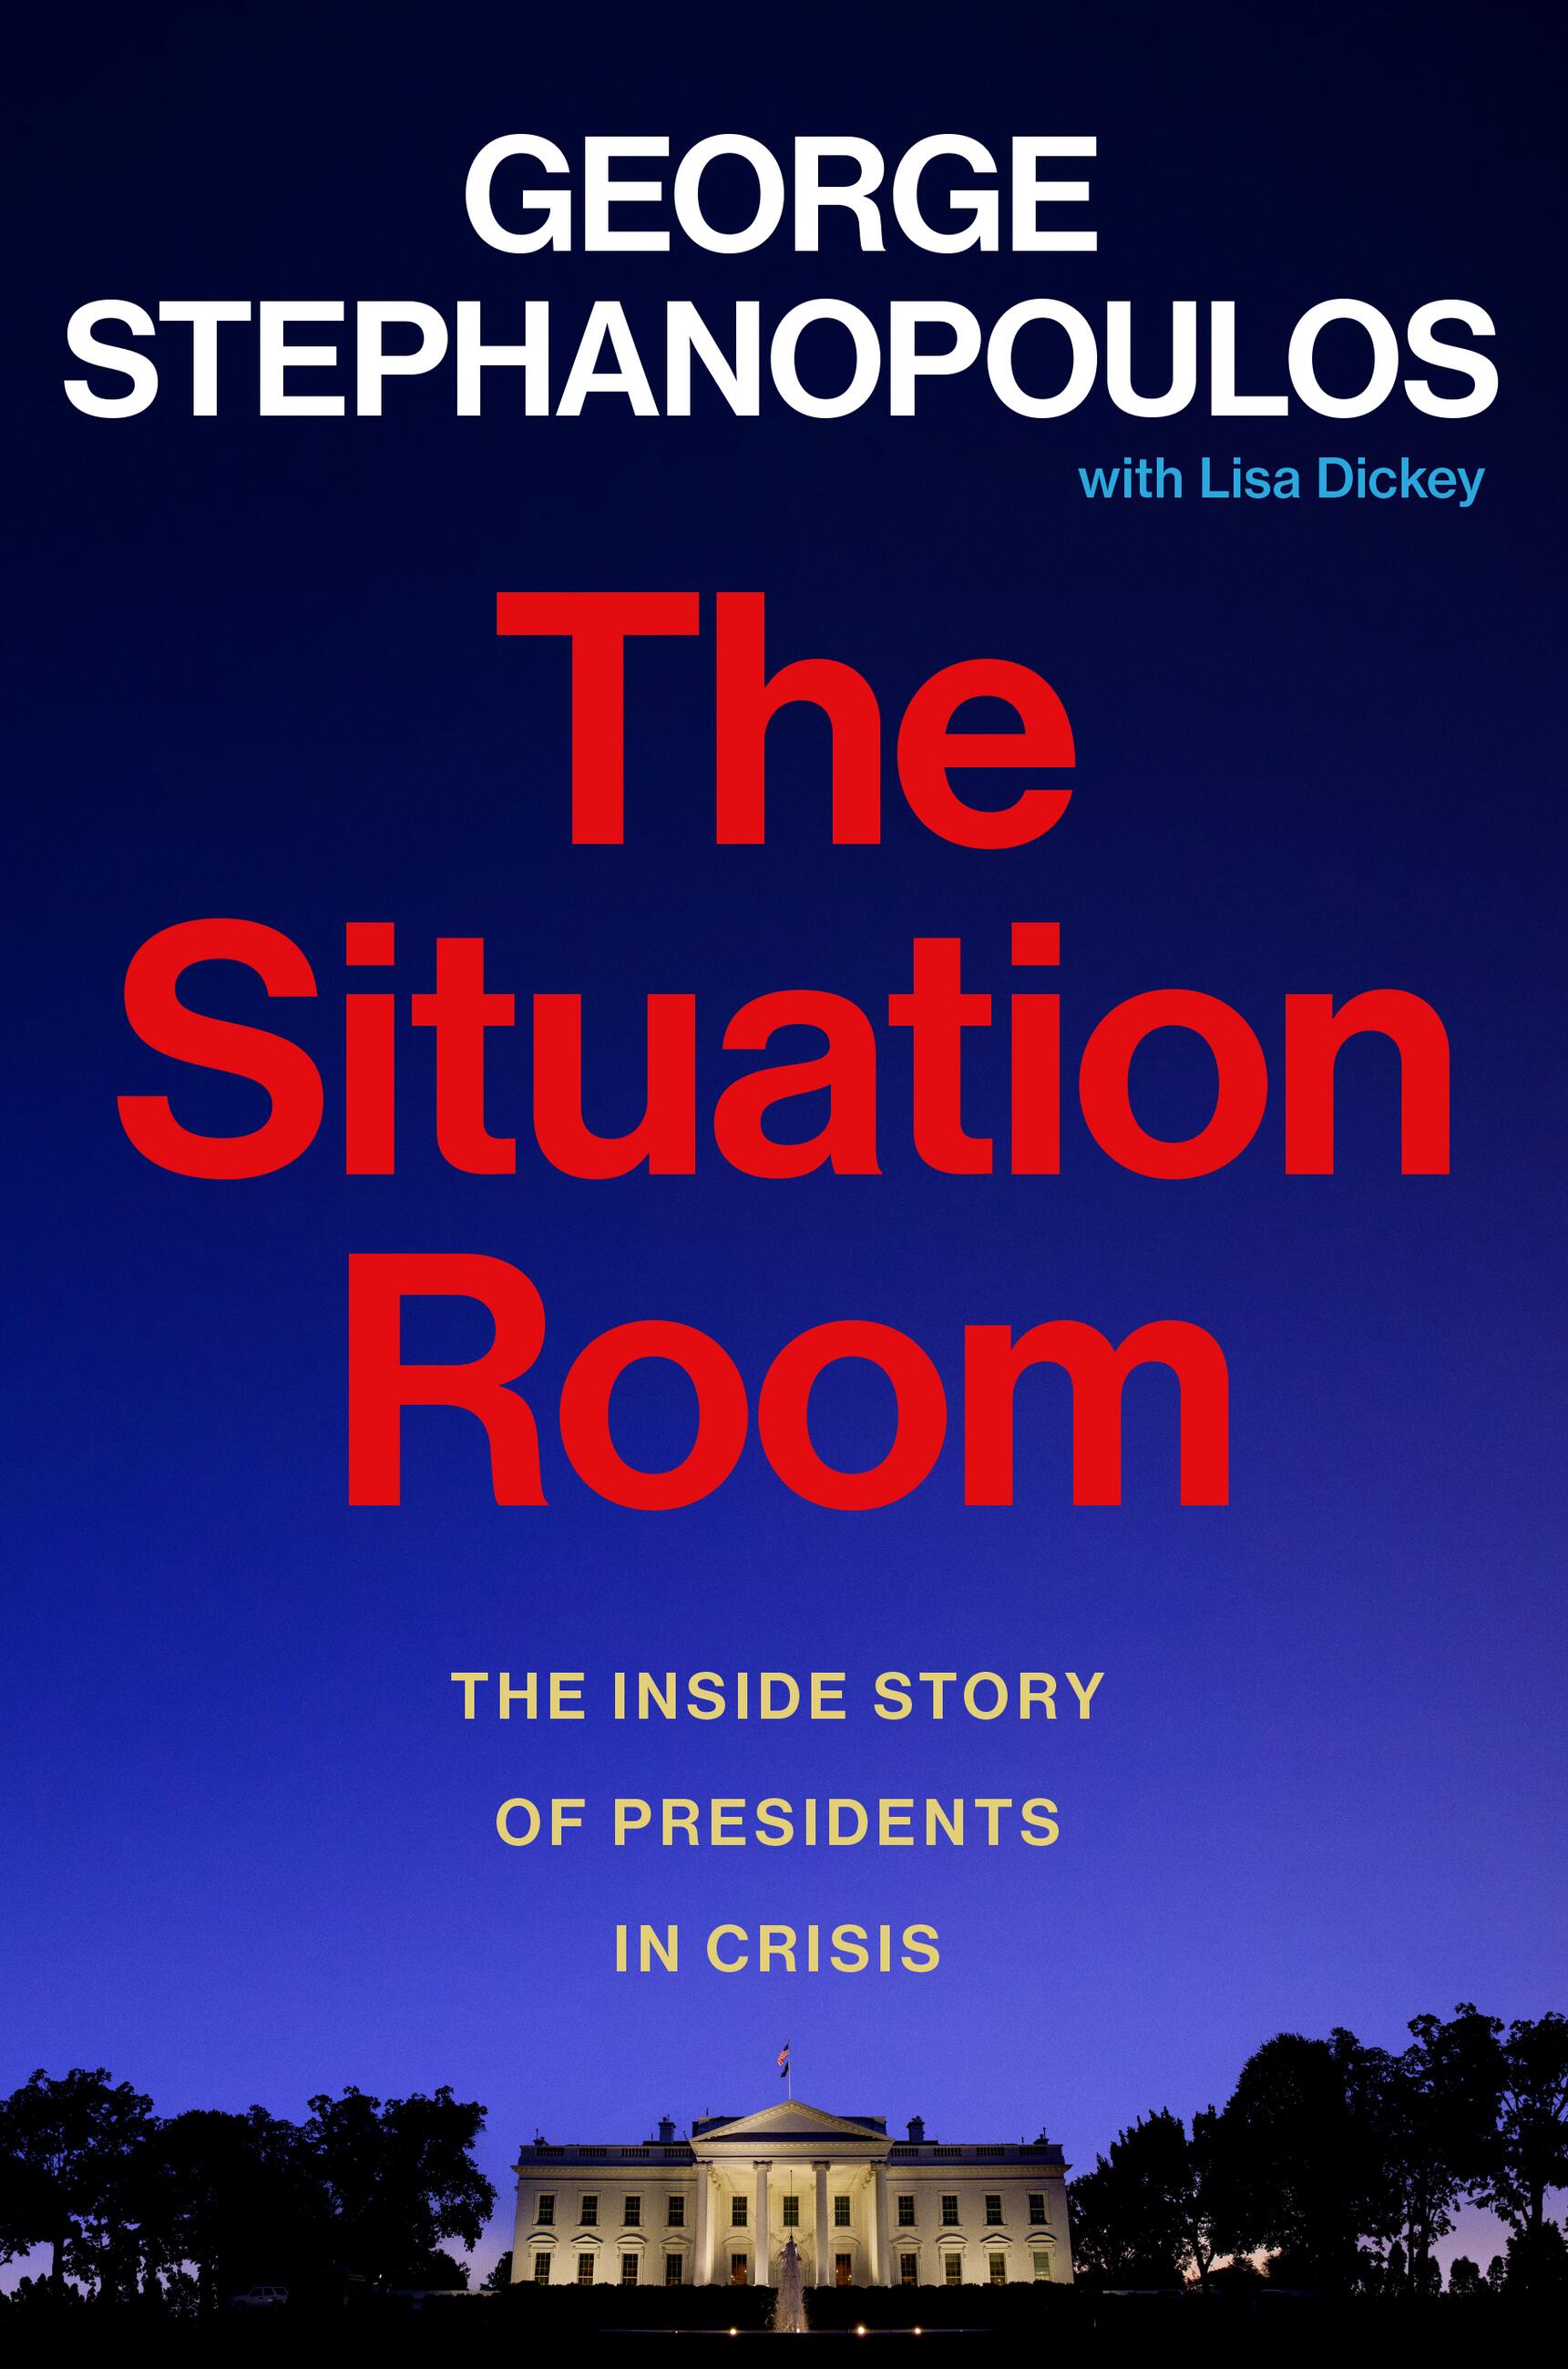 GEORGE
STEPHANOPOULOS
with Lisa Dickey
The
Situation
Room
THE INSIDE STORY
OF PRESIDENTS
IN CRISIS